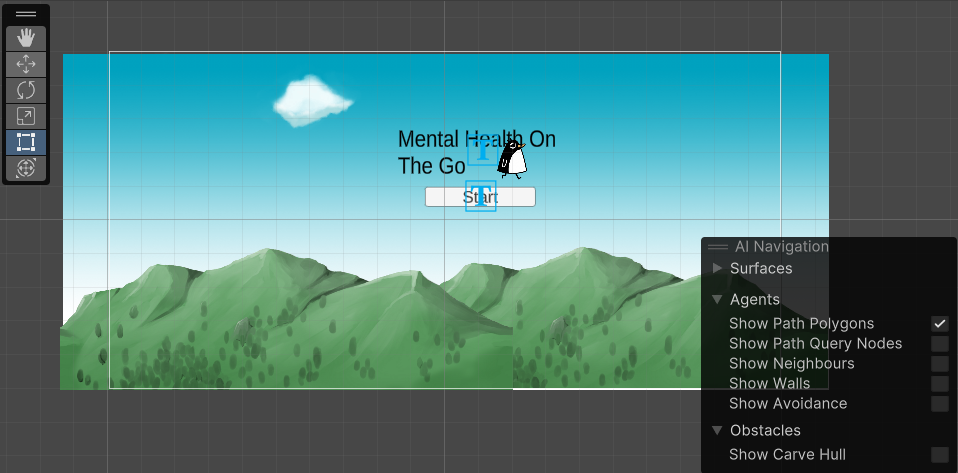 Mental Health On
The Go
Start
AI Navigation
Surfaces
Agents
Show Path Polygons
Show Path Query Nodes
Show Neighbours
Show Walls
Show Avoidance
Obstacles
Show Carve Hull